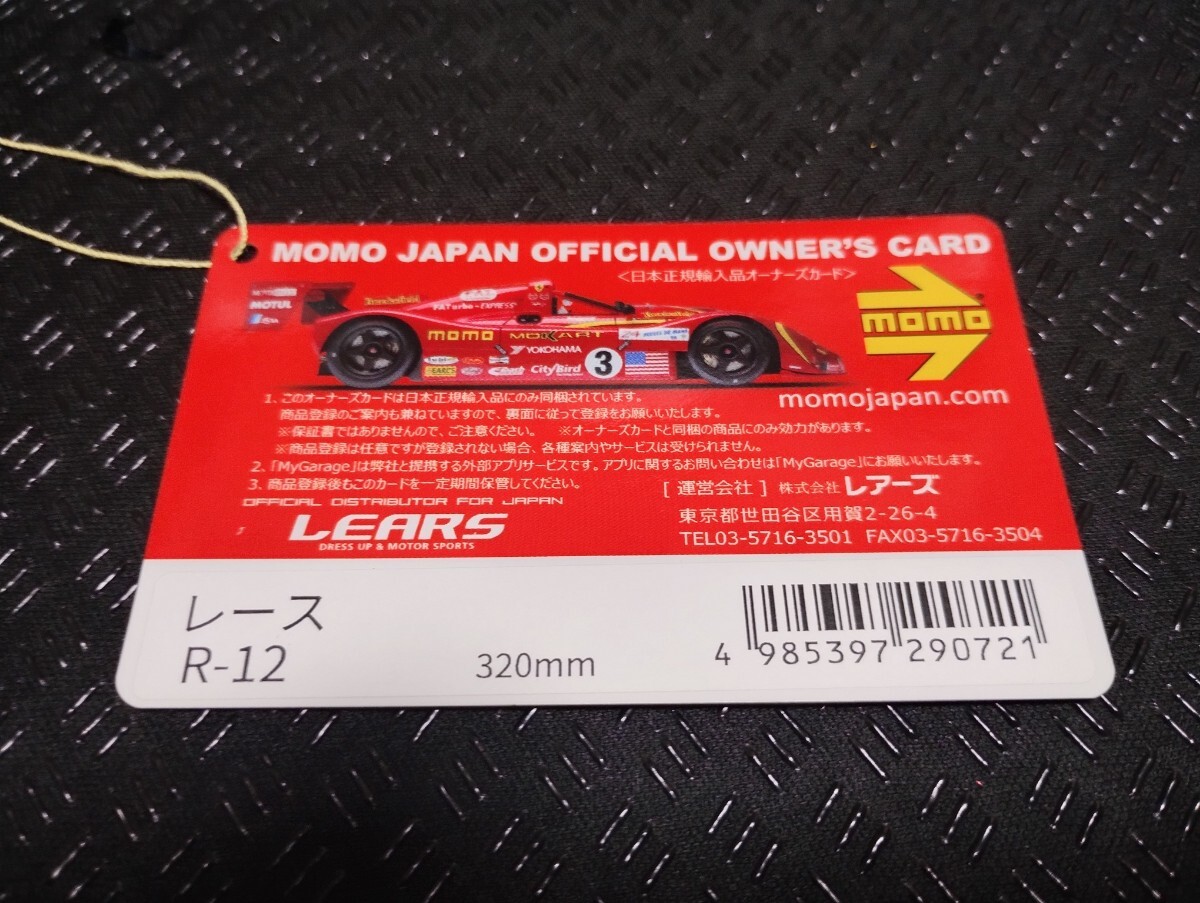 MOMO JAPAN OFFICIAL OWNER'S CARD
<日本正規輸入品オーナーズカード>
MOTUL
momo
MOMOKART
YOKOHAMA
CityBird
3
momo
momojapan.com
1、このオーナーズカードは日本正規輸入品にのみ同梱されています。
商品登録のご案内も兼ねていますので、裏面に従って登録をお願いいたします。
※保証書ではありませんので、ご注意ください。 ※オーナーズカードと同梱の商品にのみ効力があります。
※商品登録は任意ですが登録されない場合、各種案内やサービスは受けられません。
2、「MyGarage」は弊社と提携する外部アプリサービスです。アプリに関するお問い合わせは「MyGarage」にお願いいたします。
3、商品登録後もこのカードを一定期間保管してください。
OFFICIAL DISTRIBUTOR FOR JAPAN
LEARS
DRESS UP & MOTOR SPORTS
[ 運営会社 ] 株式会社 レアーズ
東京都世田谷区用賀2-26-4
TEL03-5716-3501 FAX03-5716-3504
レース
R-12
320mm
4 985397 290721